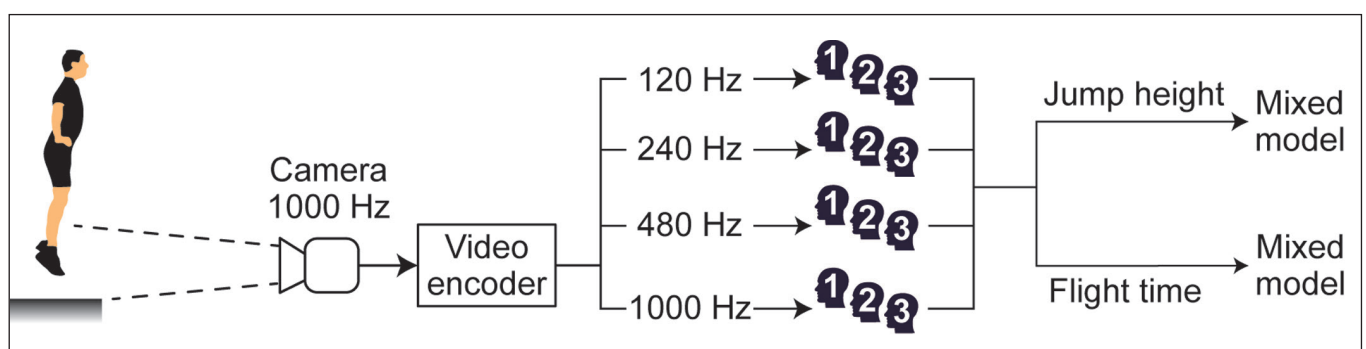 Camera
1000 Hz
Video
encoder
120 Hz
1 2 3
240 Hz
1 2 3
480 Hz
1 2 3
1000 Hz
1 2 3
Jump height
Mixed
model
Flight time
Mixed
model